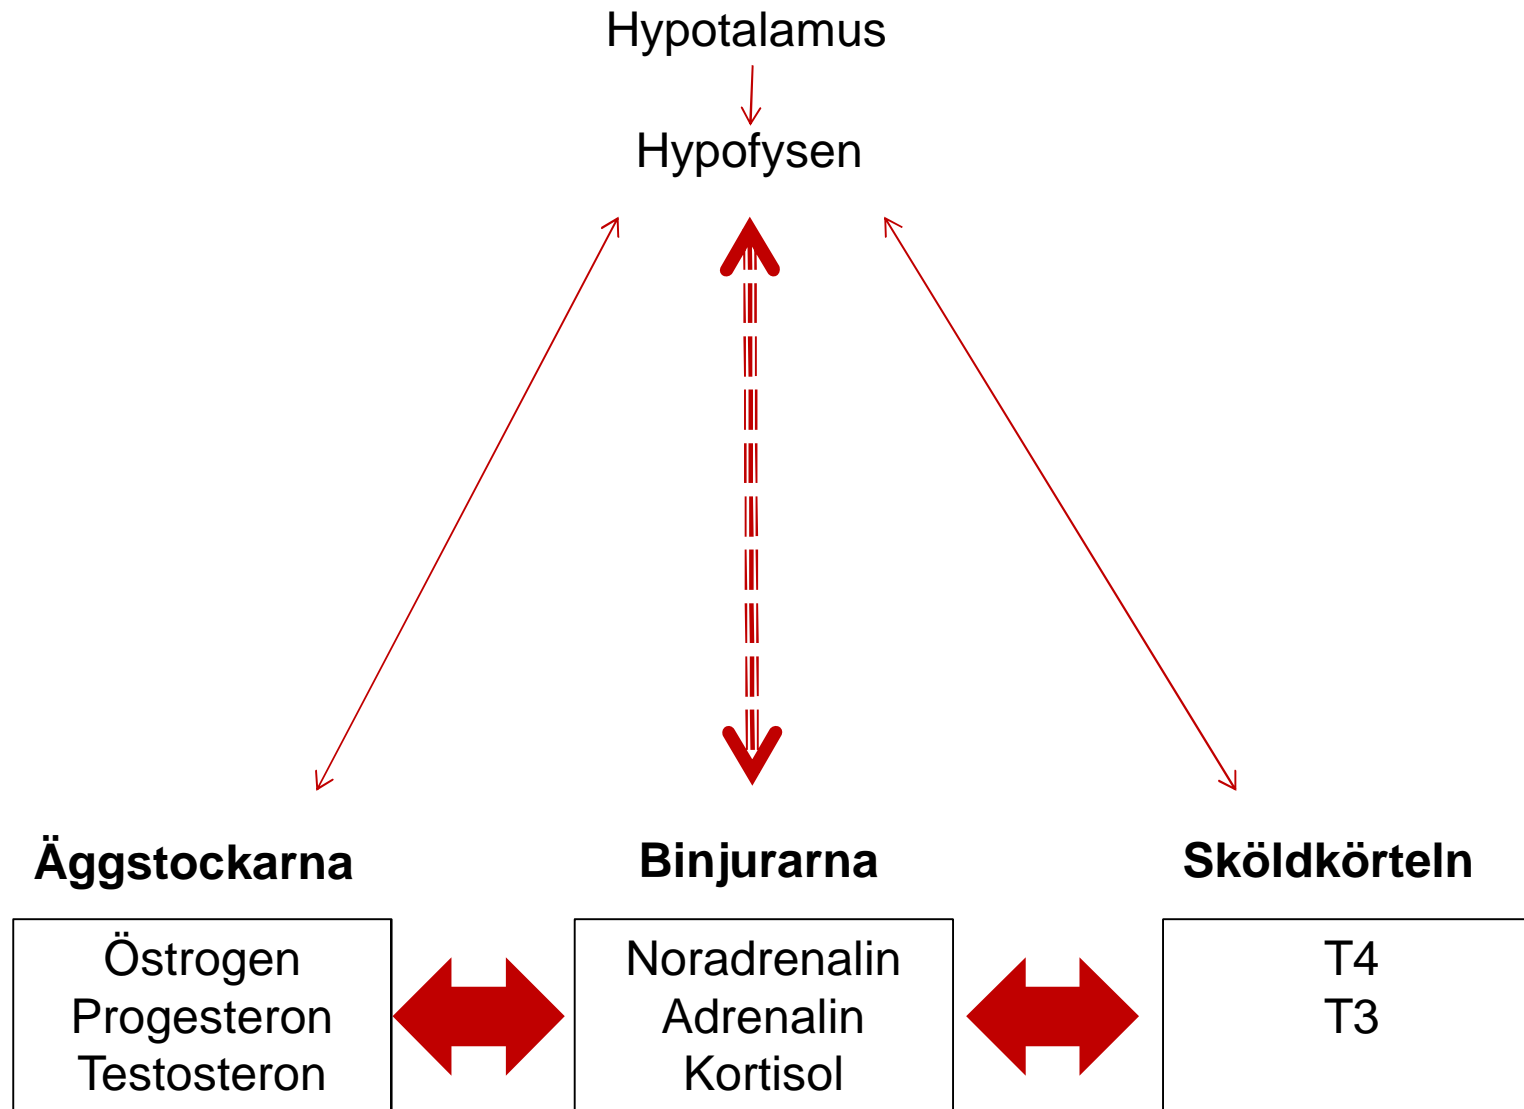 Hypotalamus
Hypofysen
Äggstockarna
Binjurarna
Sköldkörteln
Östrogen
Progesteron
Testosteron
Noradrenalin
Adrenalin
Kortisol
T4
T3